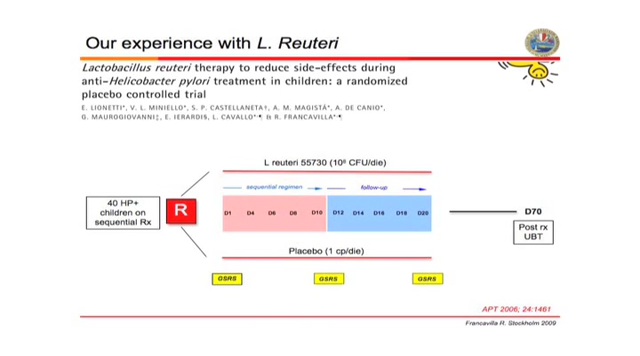 Our experience with L. Reuteri
Lactobacillus reuteri therapy to reduce side-effects during
anti-Helicobacter pylori treatment in children: a randomized
placebo controlled trial
E. LIONETTI*, V. L. MINIELLO*, S. P. CASTELLANETA†, A. M. MAGISTÁ*, A. DE CANIO*,
G. MAUROGIOVANNI‡, E. IERARDI§, L. CAVALLO*·¶, & R. FRANCAVILLA*·¶,
L reuteri 55730 (10⁸ CFU/die)
sequential regimen
follow-up
40 HP+
children on
sequential Rx
R
D1 D4 D6 D8 D10 D12 D14 D16 D18 D20
D70
Post rx
UBT
Placebo (1 cp/die)
GSRS GSRS GSRS
APT 2006; 24:1461
Francavilla R. Stockholm 2009